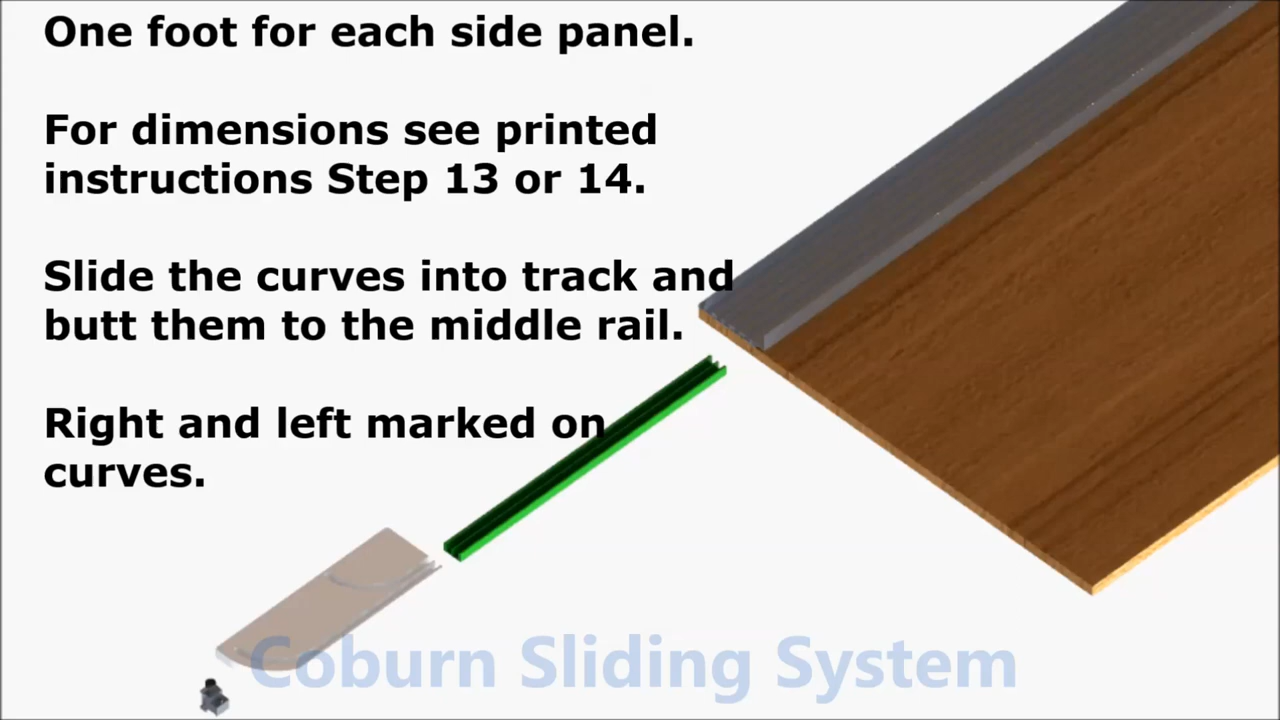 One foot for each side panel.
For dimensions see printed
instructions Step 13 or 14.
Slide the curves into track and
butt them to the middle rail.
Right and left marked on
curves.
Coburn Sliding System